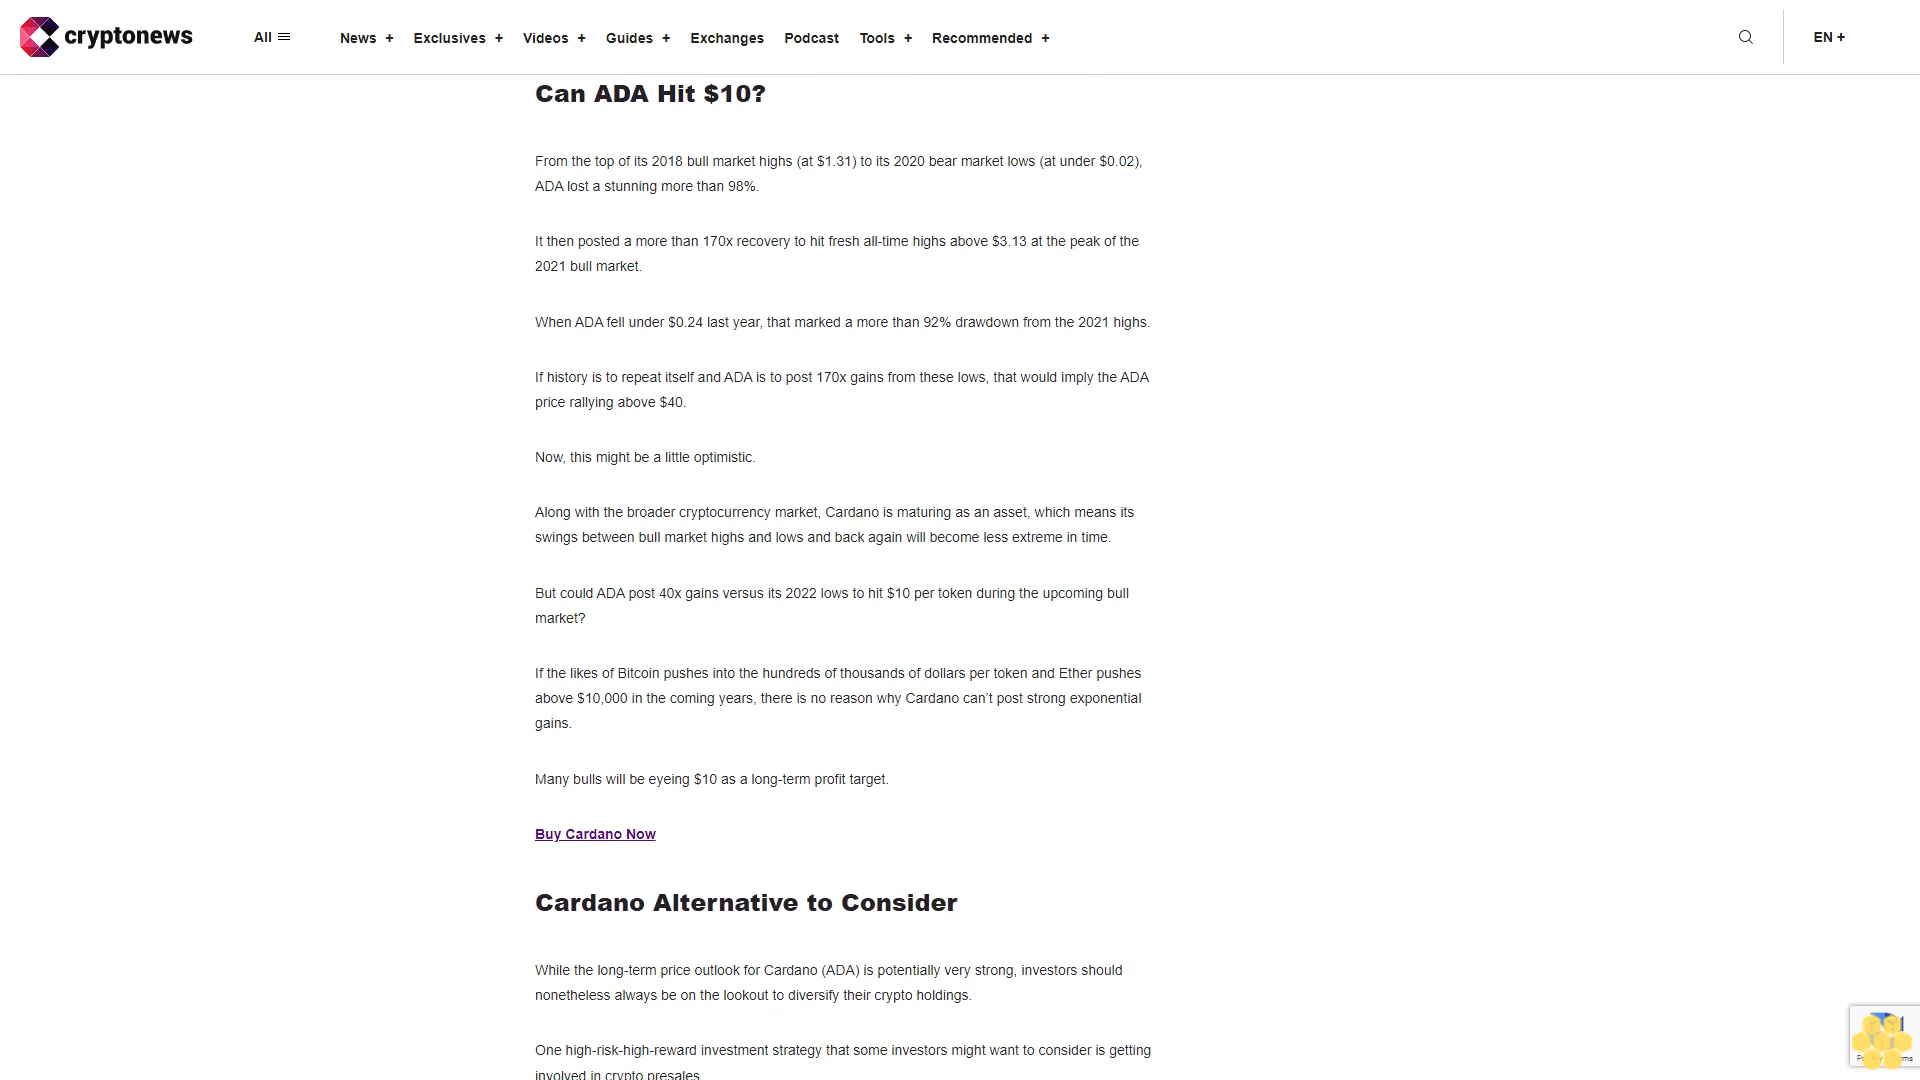 cryptonews
All
News +
Exclusives +
Videos +
Guides +
Exchanges
Podcast
Tools +
Recommended +
EN +
Can ADA Hit $10?
From the top of its 2018 bull market highs (at $1.31) to its 2020 bear market lows (at under $0.02),
ADA lost a stunning more than 98%.
It then posted a more than 170x recovery to hit fresh all-time highs above $3.13 at the peak of the
2021 bull market.
When ADA fell under $0.24 last year, that marked a more than 92% drawdown from the 2021 highs.
If history is to repeat itself and ADA is to post 170x gains from these lows, that would imply the ADA
price rallying above $40.
Now, this might be a little optimistic.
Along with the broader cryptocurrency market, Cardano is maturing as an asset, which means its
swings between bull market highs and lows and back again will become less extreme in time.
But could ADA post 40x gains versus its 2022 lows to hit $10 per token during the upcoming bull
market?
If the likes of Bitcoin pushes into the hundreds of thousands of dollars per token and Ether pushes
above $10,000 in the coming years, there is no reason why Cardano can’t post strong exponential
gains.
Many bulls will be eyeing $10 as a long-term profit target.
Buy Cardano Now
Cardano Alternative to Consider
While the long-term price outlook for Cardano (ADA) is potentially very strong, investors should
nonetheless always be on the lookout to diversify their crypto holdings.
One high-risk-high-reward investment strategy that some investors might want to consider is getting
involved in crypto presales